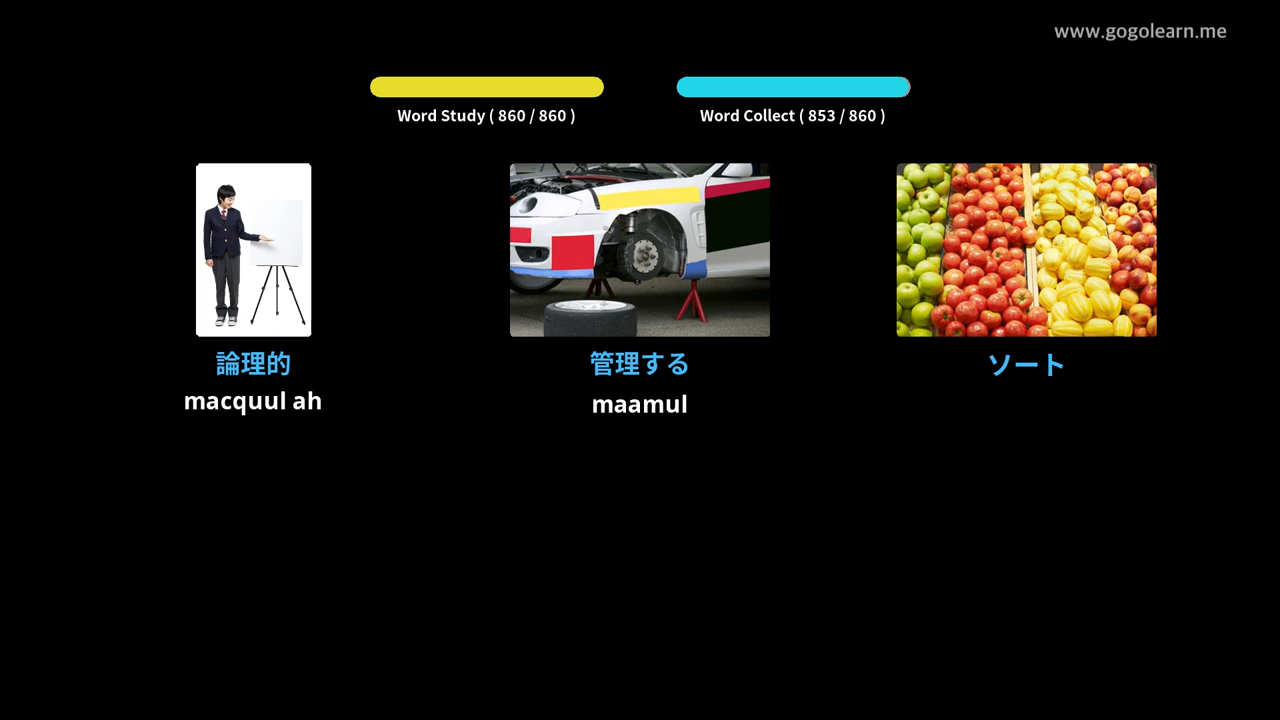 www.gogolearn.me
Word Study ( 860 / 860 )
Word Collect ( 853 / 860 )
論理的
macquul ah
管理する
maamul
ソート